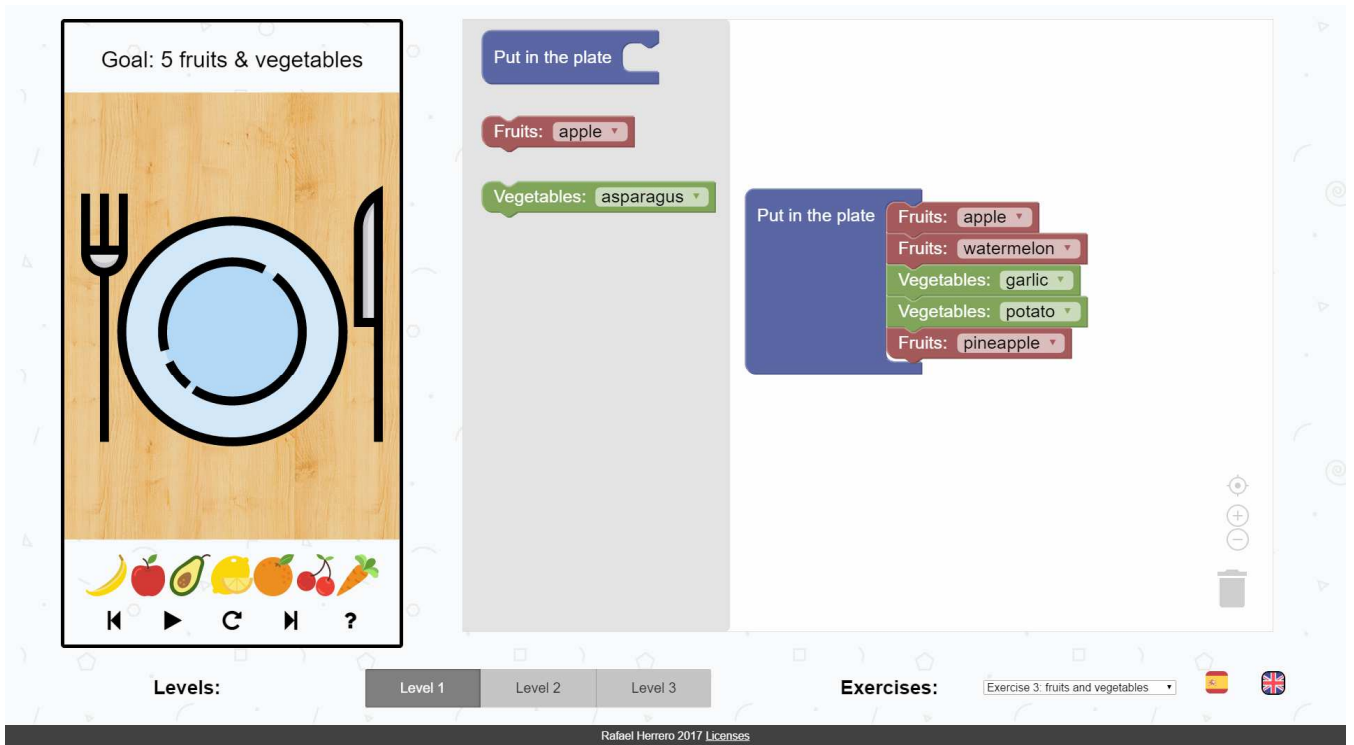 Goal: 5 fruits & vegetables
?
Put in the plate
Fruits: apple
Vegetables: asparagus
Put in the plate
Fruits: apple
Fruits: watermelon
Vegetables: garlic
Vegetables: potato
Fruits: pineapple
Levels:
Level 1
Level 2
Level 3
Exercises:
Exercise 3: fruits and vegetables
Rafael Herrero 2017 Licenses